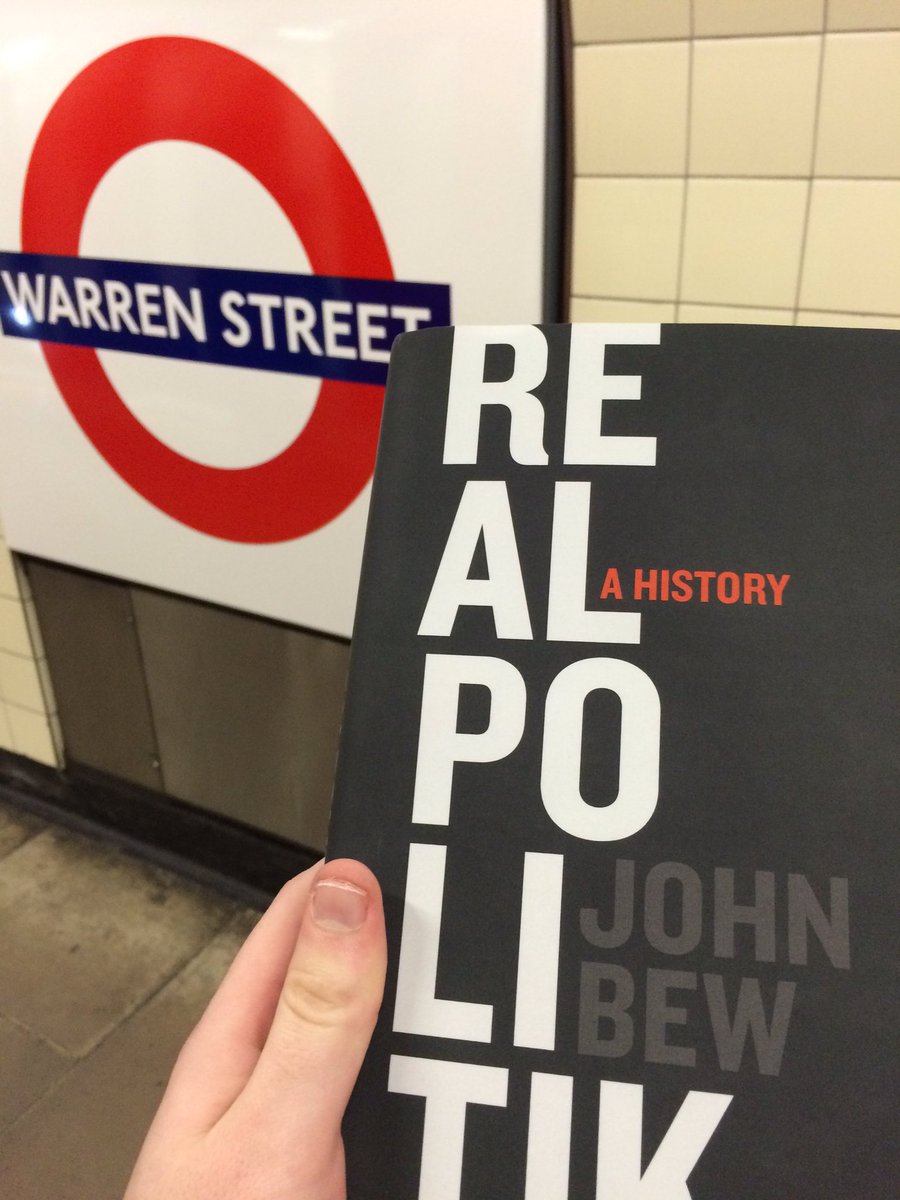 WARREN STREET
RE
AL
A HISTORY
PO
LI
JOHN
BEW
TIK